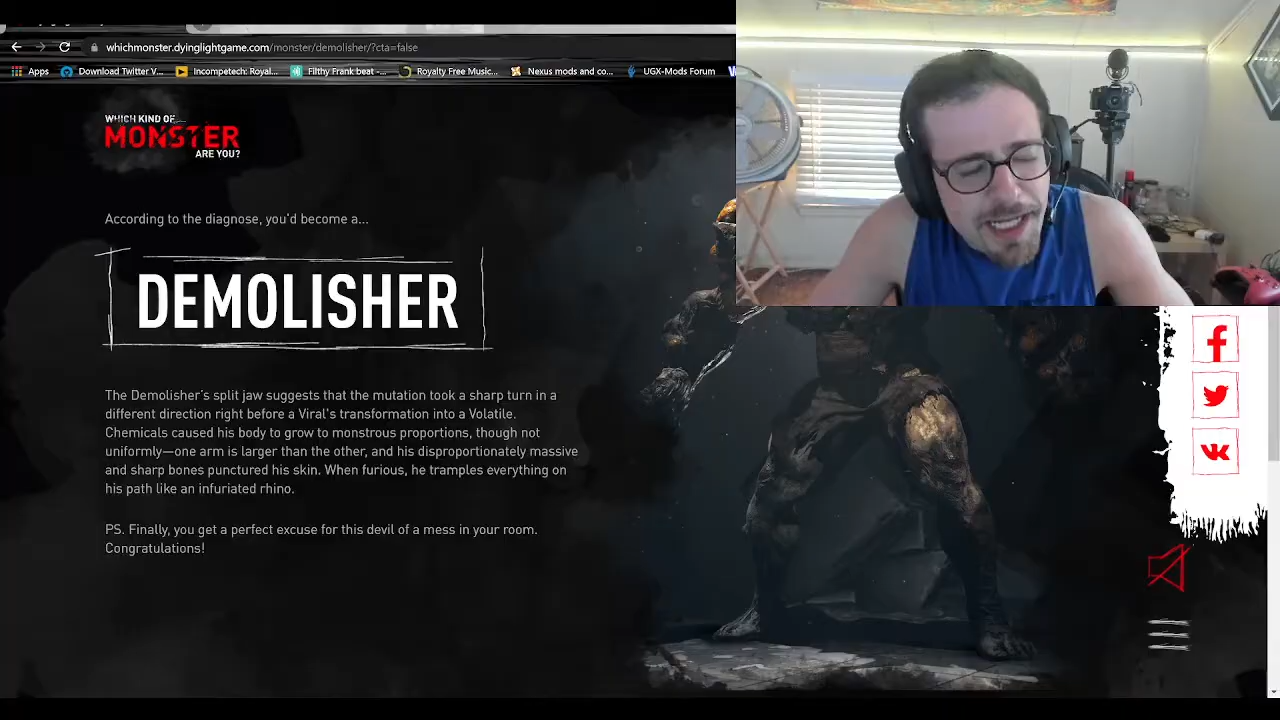 whichmonster.dyinglightgame.com/monster/demolisher/?cta=false
Apps Download Twitter V... Incompetech: Royal... Filthy Frank beat -... Royalty Free Music... Nexus mods and co... UGX-Mods Forum
WHICH KIND OF
MONSTER
ARE YOU?
According to the diagnose, you'd become a...
DEMOLISHER
The Demolisher's split jaw suggests that the mutation took a sharp turn in a
different direction right before a Viral's transformation into a Volatile.
Chemicals caused his body to grow to monstrous proportions, though not
uniformly—one arm is larger than the other, and his disproportionately massive
and sharp bones punctured his skin. When furious, he tramples everything on
his path like an infuriated rhino.
PS. Finally, you get a perfect excuse for this devil of a mess in your room.
Congratulations!